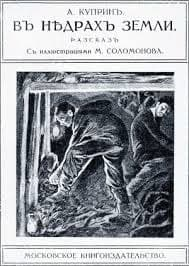 А. КУПРИНЪ.
ВЪ НѢДРАХЪ ЗЕМЛИ.
РАЗСКАЗЪ
Съ иллюстраціями М. СОЛОМОНОВА.
МОСКОВСКОЕ КНИГОИЗДАТЕЛЬСТВО.